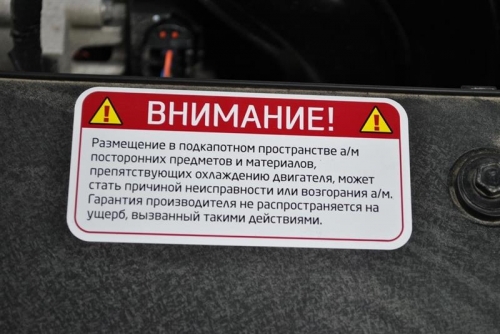 ВНИМАНИЕ!
Размещение в подкапотном пространстве а/м
посторонних предметов и материалов,
препятствующих охлаждению двигателя, может
стать причиной неисправности или возгорания а/м.
Гарантия производителя не распространяется на
ущерб, вызванный такими действиями.